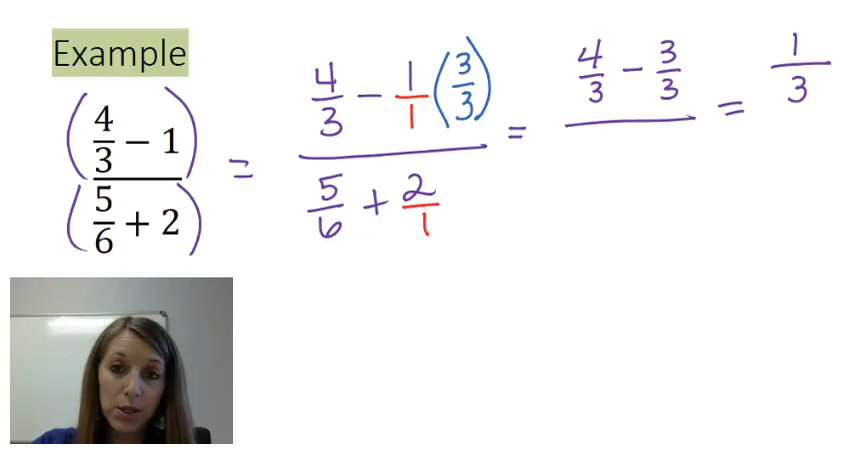 Example
(4/3 − 1)/(5/6 + 2) = (4/3 − 1/1 (3/3))/(5/6 + 2/1) = (4/3 − 3/3)/ = 1/3